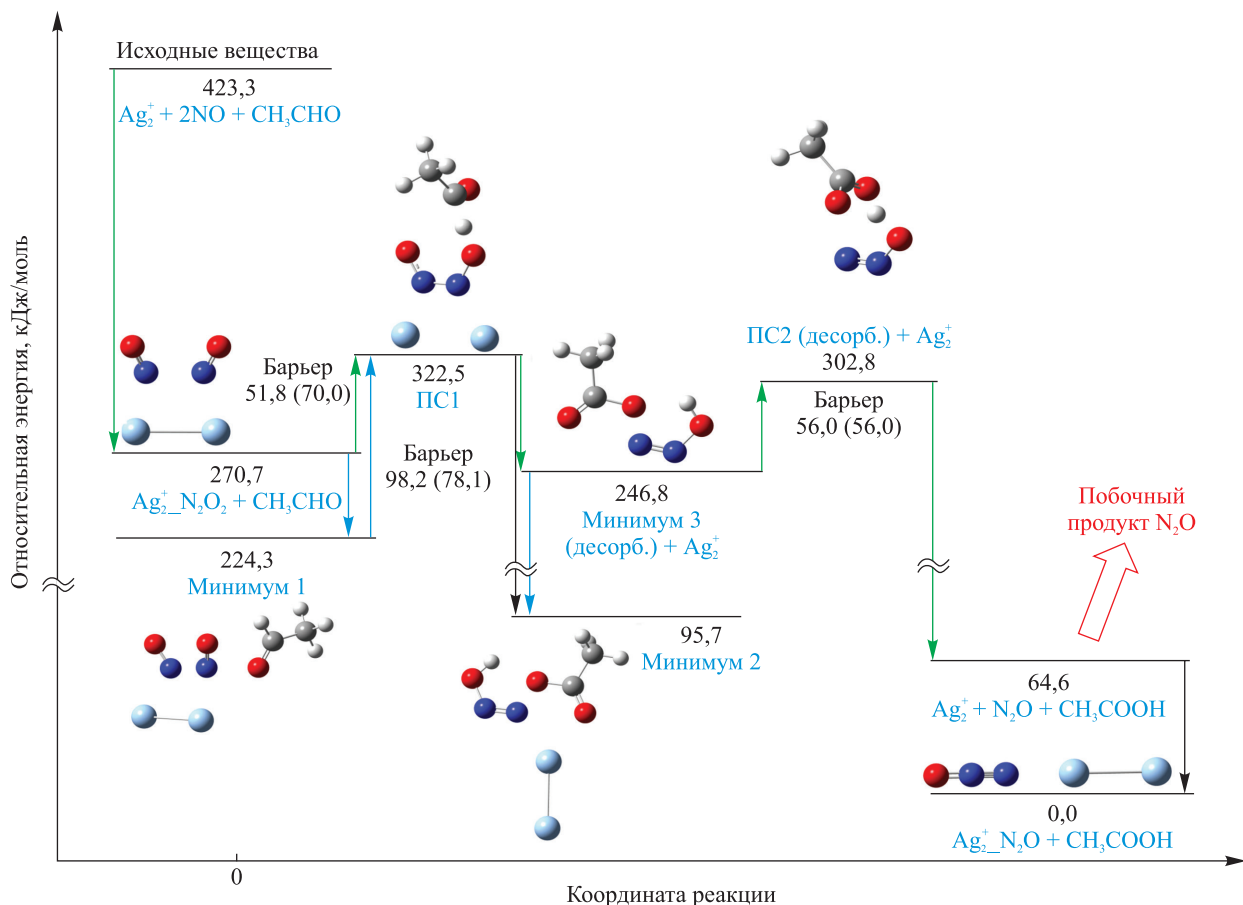 Относительная энергия, кДж/моль
Исходные вещества
423,3
Ag₂⁺ + 2NO + CH₃CHO
Барьер
51,8 (70,0)
270,7
Ag₂⁺_N₂O₂ + CH₃CHO
224,3
Минимум 1
322,5
ПС1
Барьер
98,2 (78,1)
246,8
Минимум 3
(десорб.) + Ag₂⁺
95,7
Минимум 2
ПС2 (десорб.) + Ag₂⁺
302,8
Барьер
56,0 (56,0)
Побочный
продукт N₂O
64,6
Ag₂⁺ + N₂O + CH₃COOH
0,0
Ag₂⁺_N₂O + CH₃COOH
0
Координата реакции